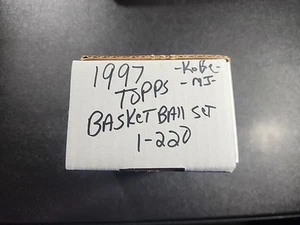 1997
TOPPS
BASKETBALL SET
1-220
-KOBE-
-MJ-